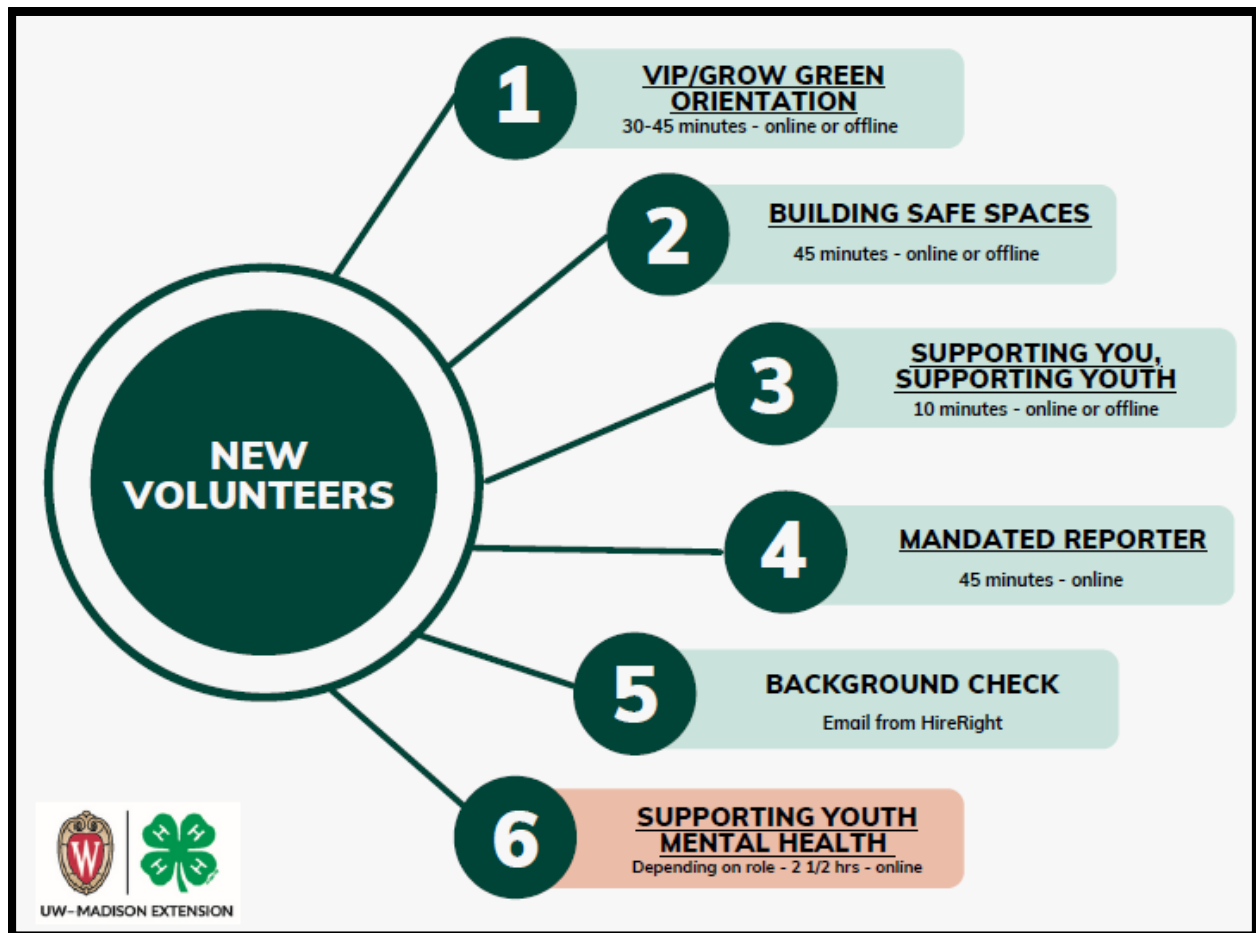 1
VIP/GROW GREEN
ORIENTATION
30-45 minutes - online or offline
2
BUILDING SAFE SPACES
45 minutes - online or offline
3
SUPPORTING YOU,
SUPPORTING YOUTH
10 minutes - online or offline
NEW
VOLUNTEERS
4
MANDATED REPORTER
45 minutes - online
5
BACKGROUND CHECK
Email from HireRight
6
SUPPORTING YOUTH
MENTAL HEALTH
Depending on role - 2 1/2 hrs - online
W
H H
H H
UW-MADISON EXTENSION